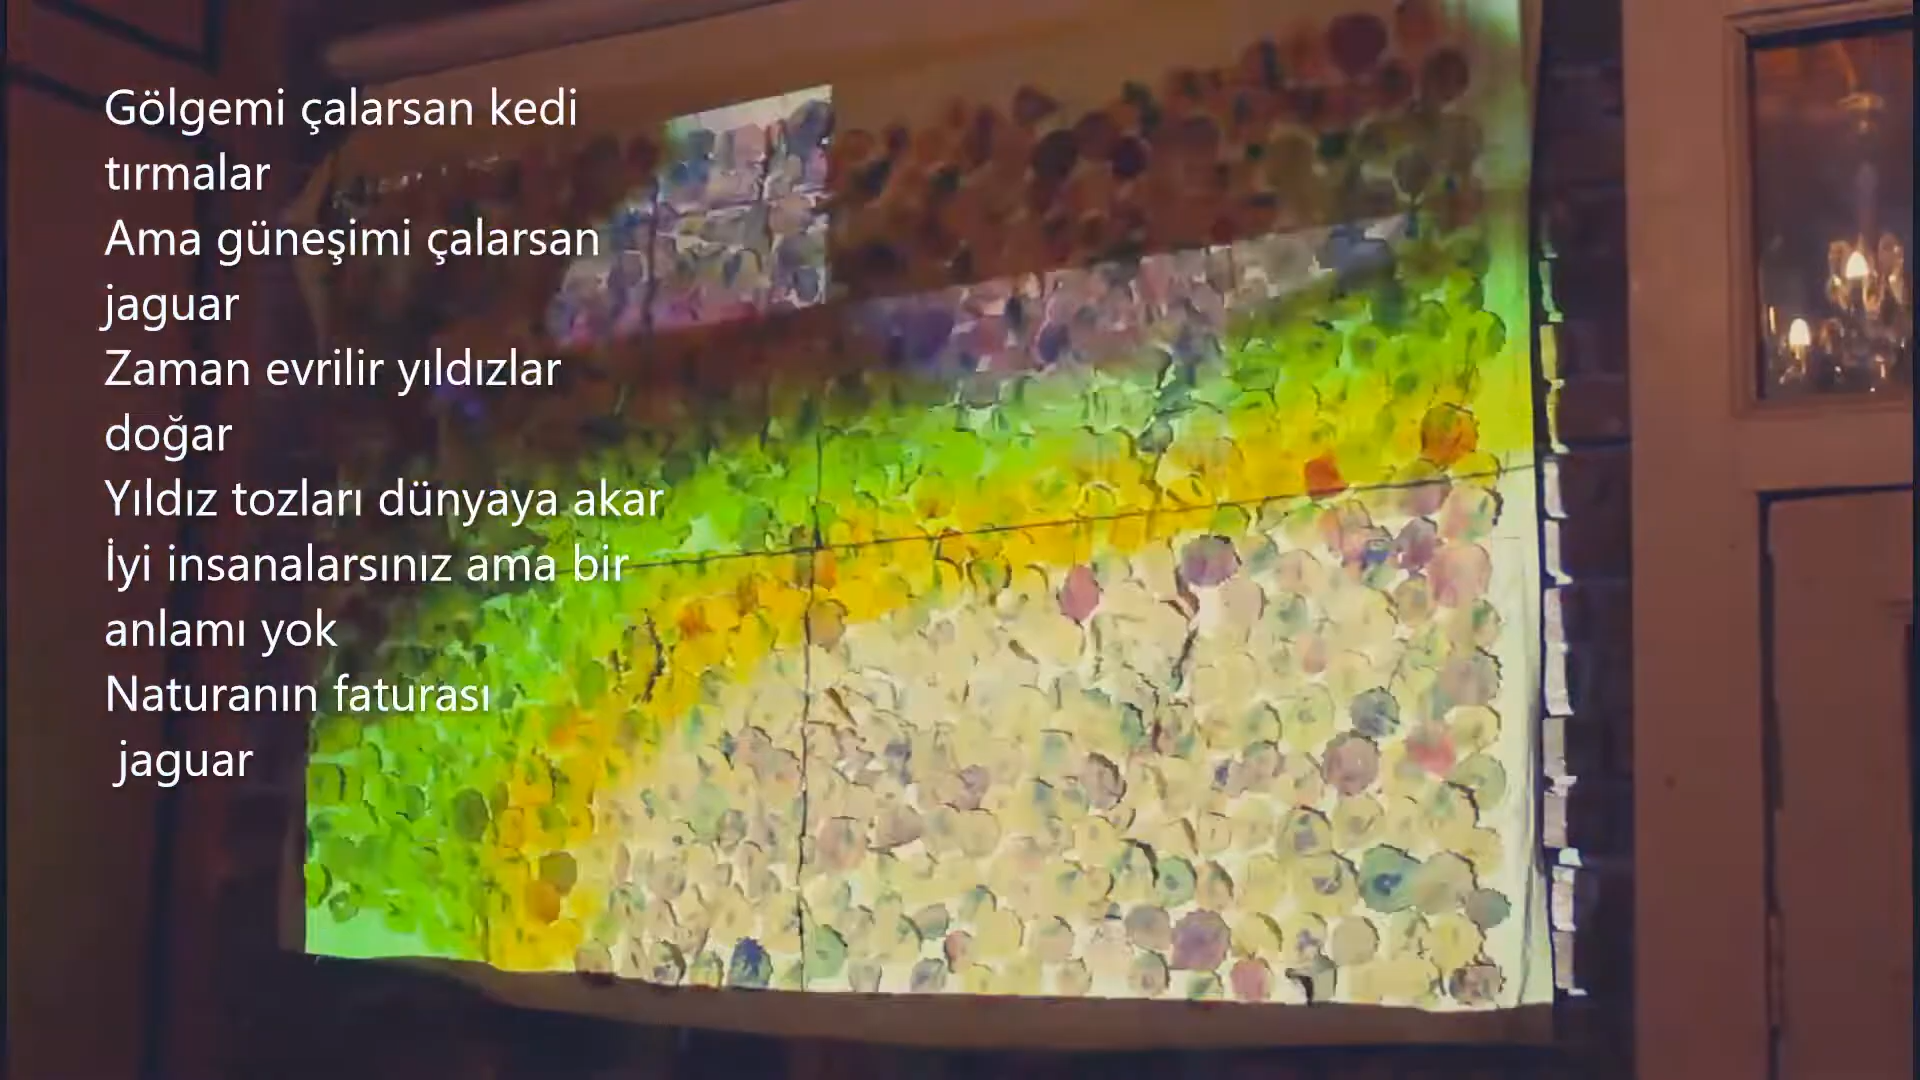 Gölgemi çalarsan kedi
tırmalar
Ama güneşimi çalarsan
jaguar
Zaman evrilir yıldızlar
doğar
Yıldız tozları dünyaya akar
İyi insanalarsınız ama bir
anlamı yok
Naturanın faturası
jaguar